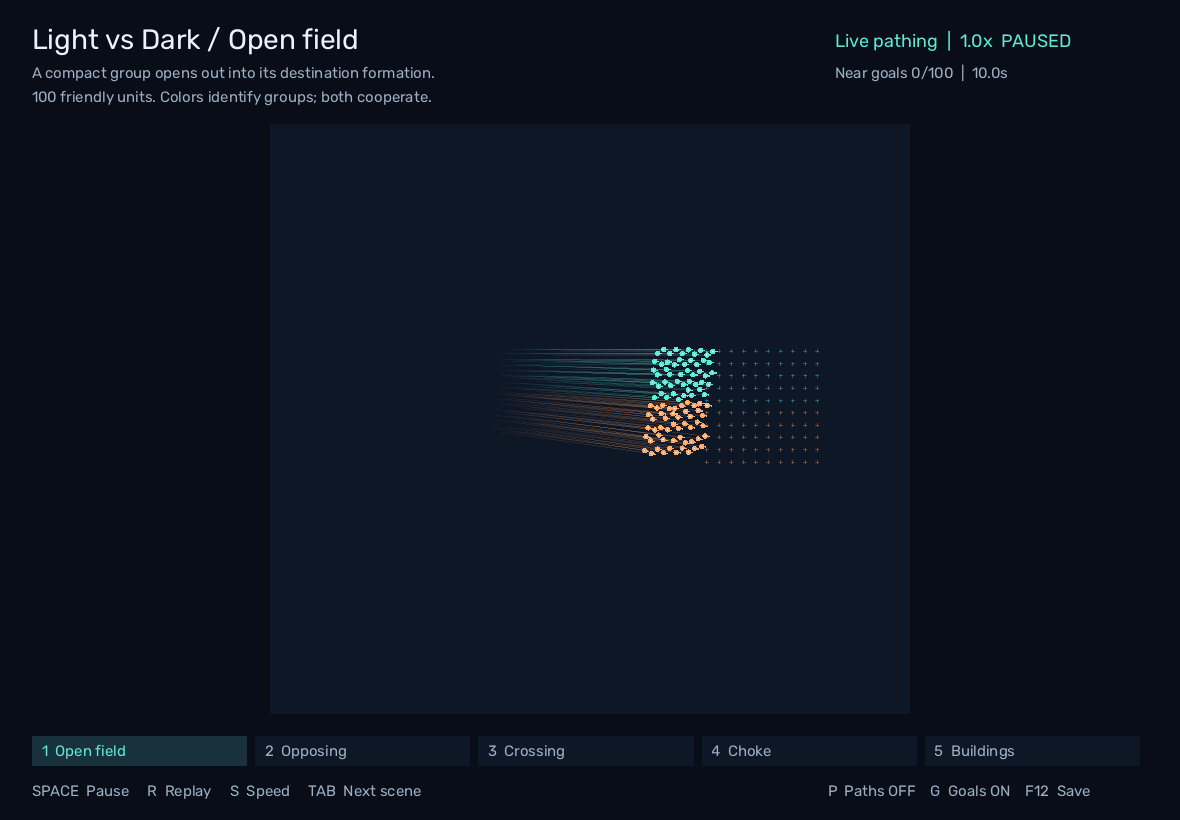 Light vs Dark / Open field
Live pathing | 1.0x PAUSED
A compact group opens out into its destination formation.
Near goals 0/100 | 10.0s
100 friendly units. Colors identify groups; both cooperate.
1 Open field
2 Opposing
3 Crossing
4 Choke
5 Buildings
SPACE Pause R Replay S Speed TAB Next scene
P Paths OFF G Goals ON F12 Save